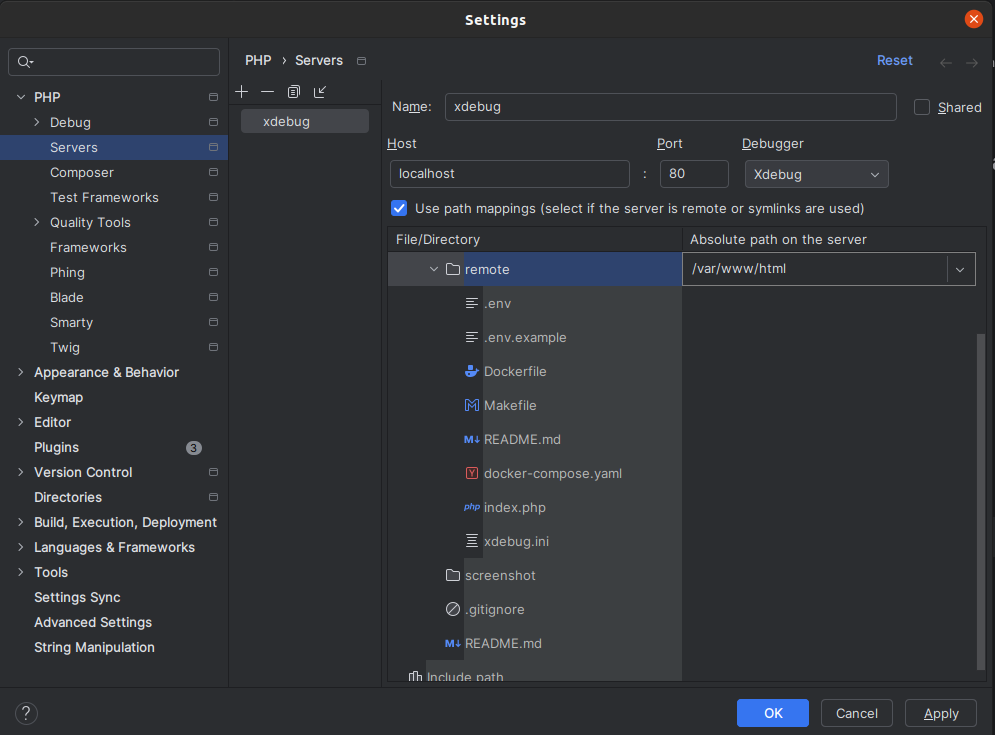 Settings
PHP
Debug
Servers
Composer
Test Frameworks
Quality Tools
Frameworks
Phing
Blade
Smarty
Twig
Appearance & Behavior
Keymap
Editor
Plugins 3
Version Control
Directories
Build, Execution, Deployment
Languages & Frameworks
Tools
Settings Sync
Advanced Settings
String Manipulation
PHP › Servers
Reset
xdebug
Name: xdebug
Shared
Host Port Debugger
localhost : 80 Xdebug
Use path mappings (select if the server is remote or symlinks are used)
File/Directory Absolute path on the server
remote /var/www/html
.env
.env.example
Dockerfile
Makefile
M↓ README.md
Y docker-compose.yaml
php index.php
xdebug.ini
screenshot
.gitignore
M↓ README.md
Include path
?
OK Cancel Apply